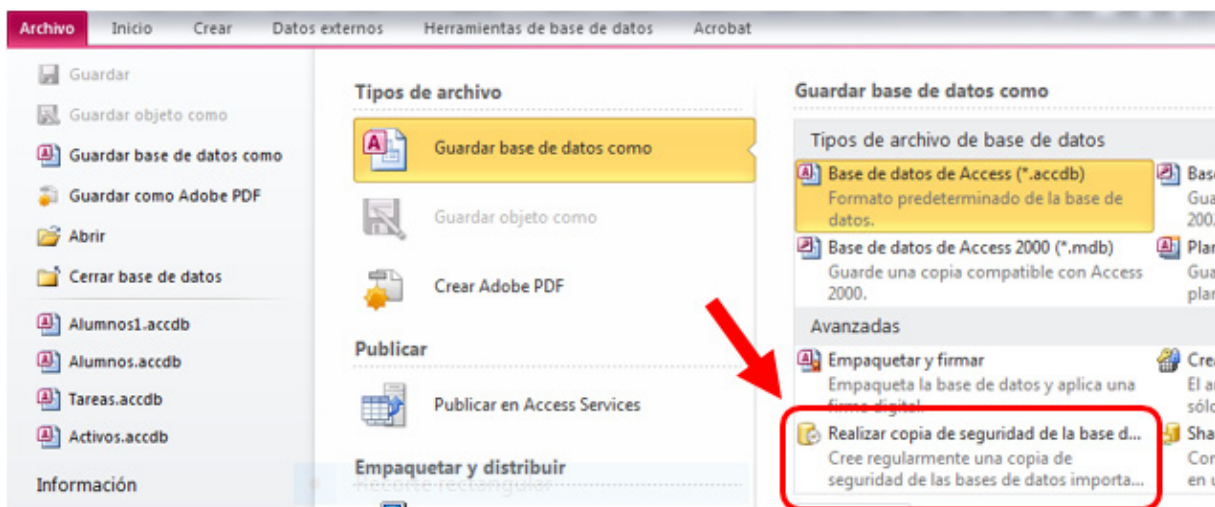 Archivo Inicio Crear Datos externos Herramientas de base de datos Acrobat
Guardar
Guardar objeto como
Guardar base de datos como
Guardar como Adobe PDF
Abrir
Cerrar base de datos
Alumnos1.accdb
Alumnos.accdb
Tareas.accdb
Activos.accdb
Información
Tipos de archivo
Guardar base de datos como
Guardar objeto como
Crear Adobe PDF
Publicar
Publicar en Access Services
Empaquetar y distribuir
Recorte rectangular
Guardar base de datos como
Tipos de archivo de base de datos
Base de datos de Access (*.accdb)
Formato predeterminado de la base de
datos.
Base de datos de Access 2000 (*.mdb)
Guarde una copia compatible con Access
2000.
Avanzadas
Empaquetar y firmar
Empaqueta la base de datos y aplica una
firma digital.
Realizar copia de seguridad de la base d...
Cree regularmente una copia de
seguridad de las bases de datos importa...